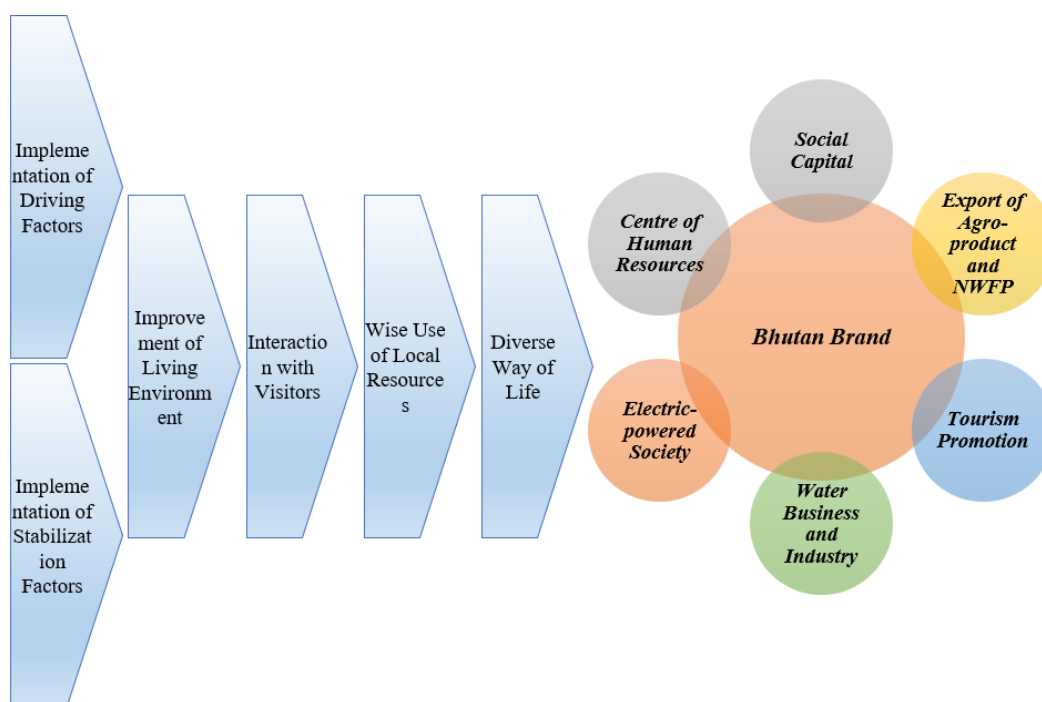 Impleme
ntation of
Driving
Factors
Impleme
ntation of
Stabilizat
ion
Factors
Improve
ment of
Living
Environm
ent
Interactio
n with
Visitors
Wise Use
of Local
Resource
s
Diverse
Way of
Life
Social
Capital
Centre of
Human
Resources
Export of
Agro-
product
and
NWFP
Bhutan Brand
Electric-
powered
Society
Tourism
Promotion
Water
Business
and
Industry